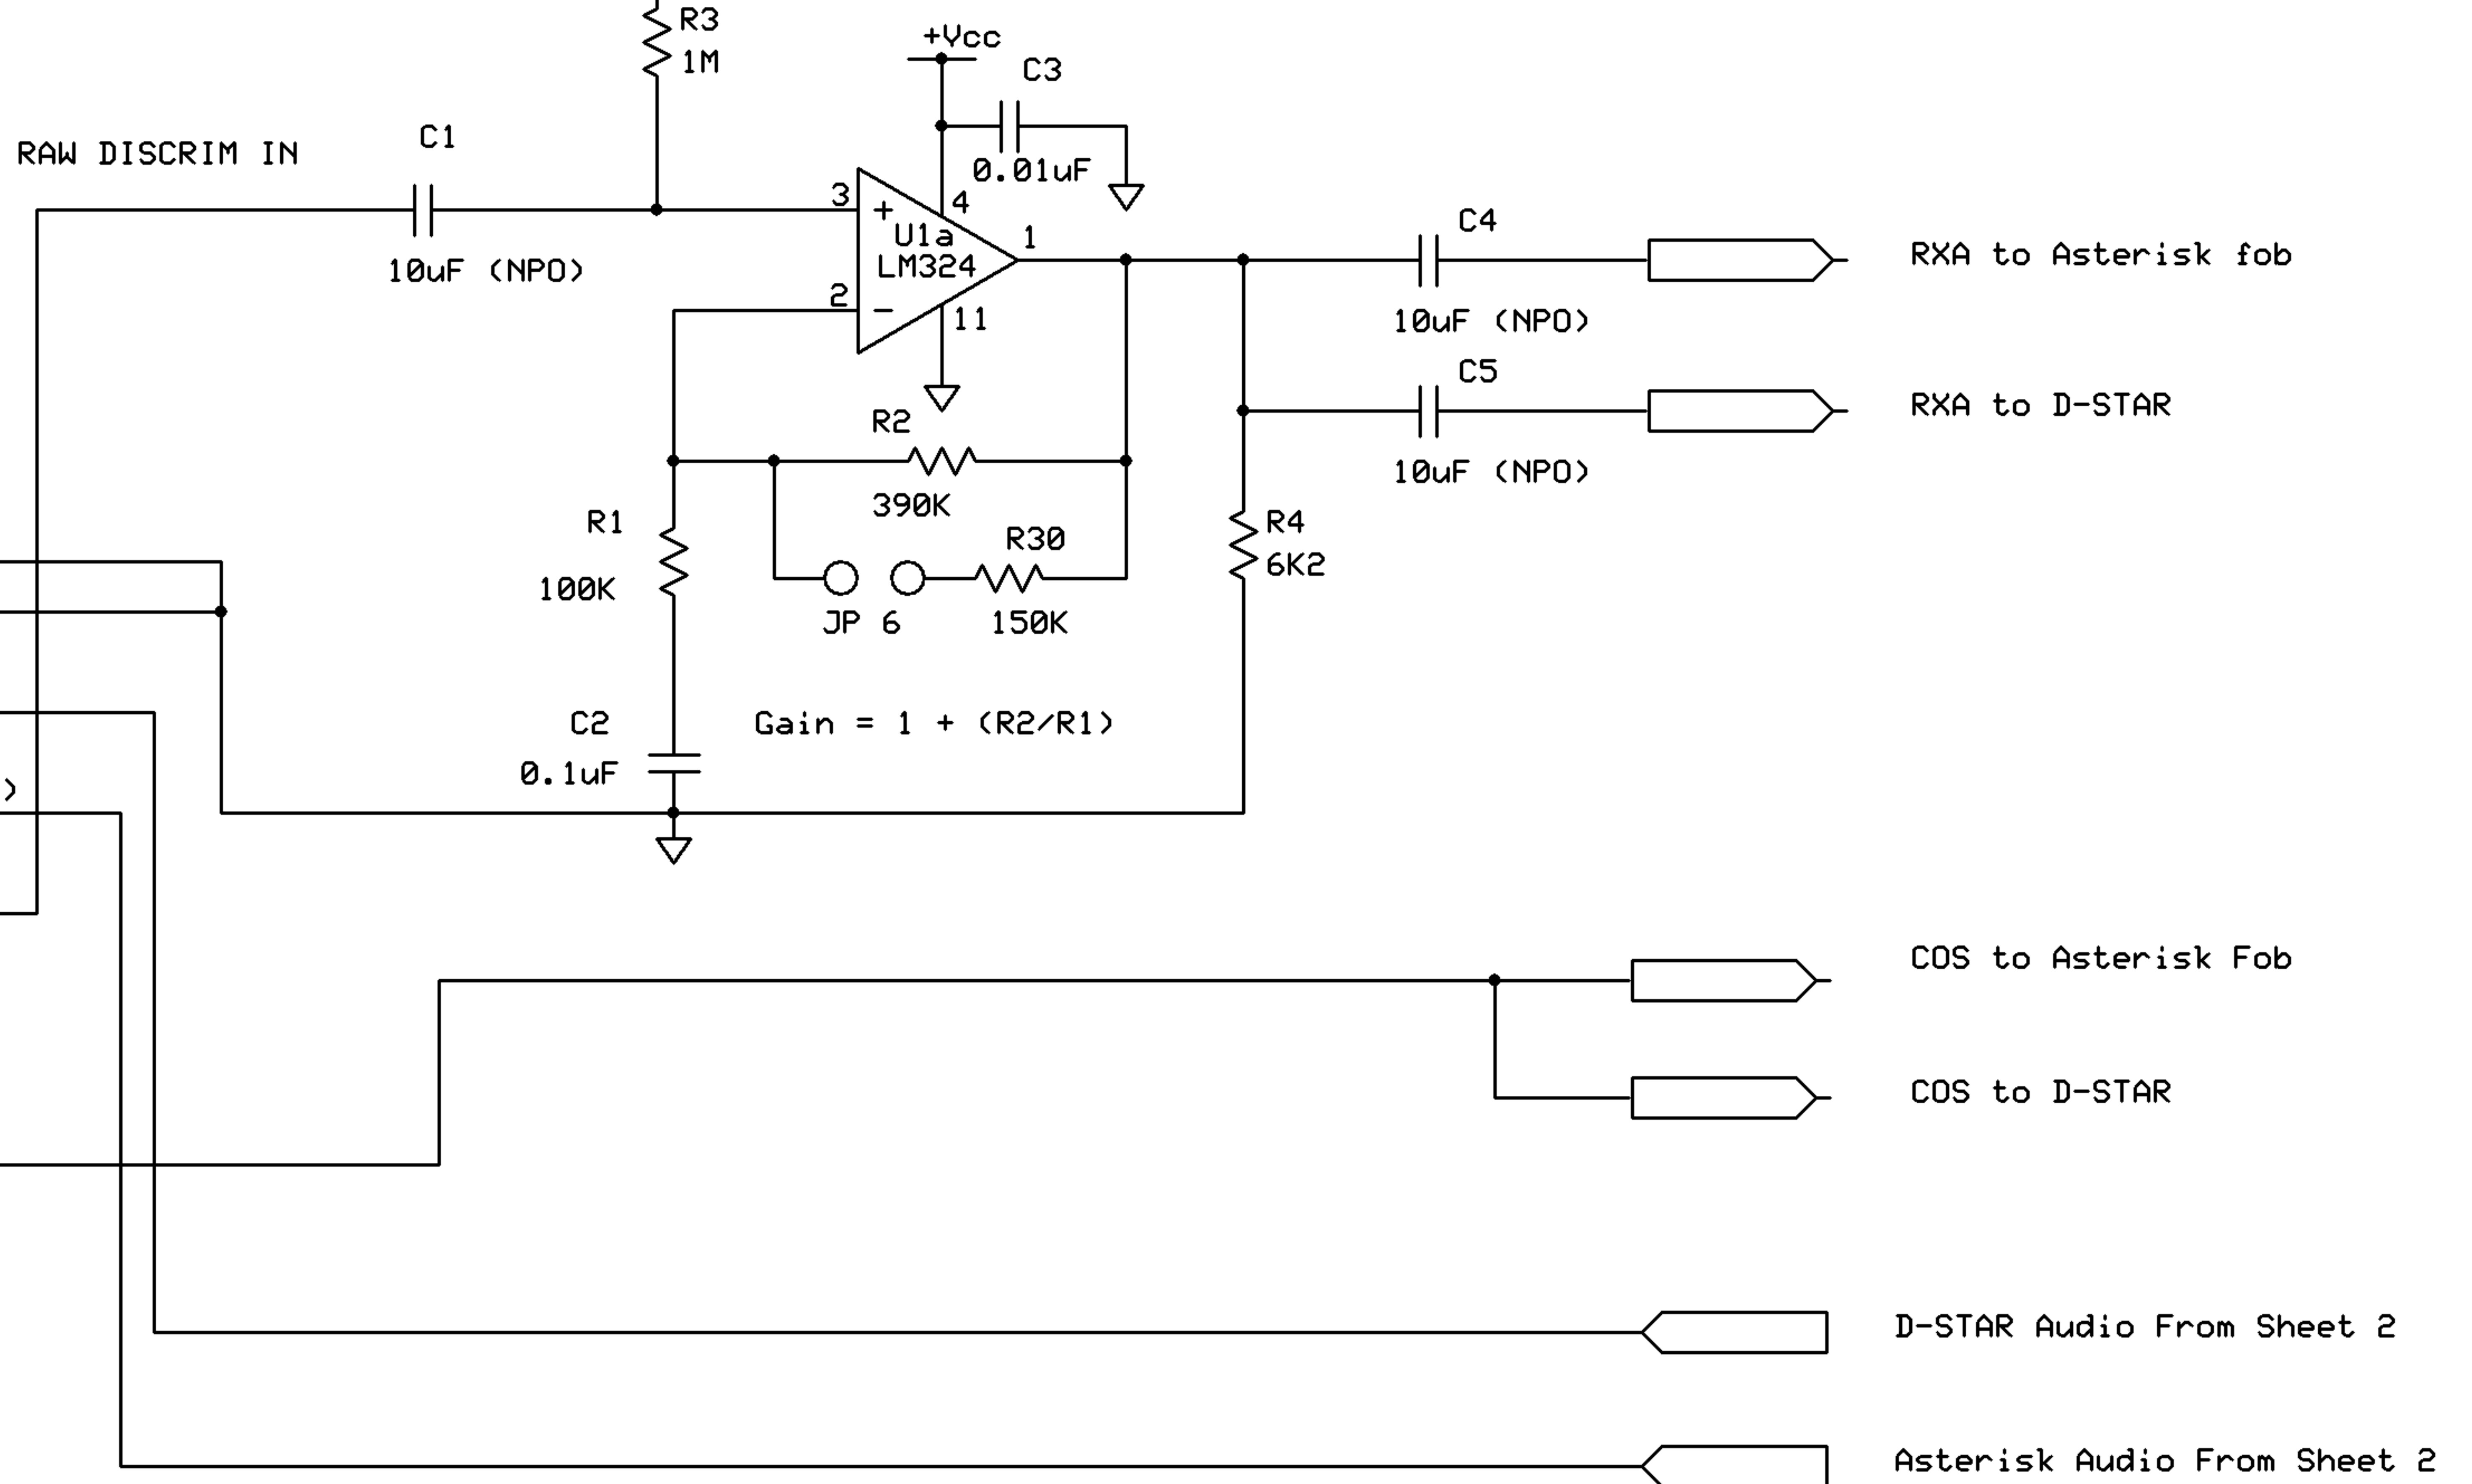 R3
1M
+Vcc
C3
0.01uF
RAW DISCRIM IN
C1
10uF (NPO)
3
2
+
-
4
U1a
LM324
11
1
C4
10uF (NPO)
RXA to Asterisk fob
C5
10uF (NPO)
RXA to D-STAR
R2
390K
R1
100K
R30
150K
JP 6
R4
6K2
C2
0.1uF
Gain = 1 + (R2/R1)
)
COS to Asterisk Fob
COS to D-STAR
D-STAR Audio From Sheet 2
Asterisk Audio From Sheet 2